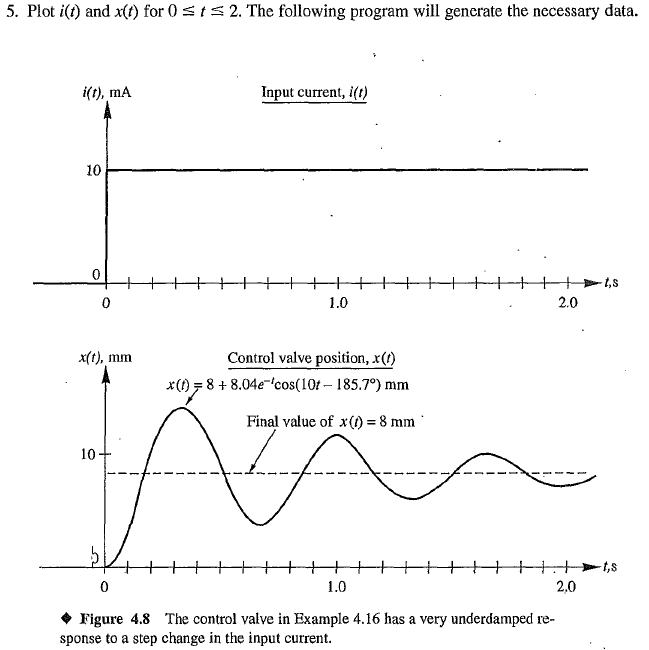 5. Plot i(t) and x(t) for 0 ≤ t ≤ 2. The following program will generate the necessary data.
i(t), mA
Input current, i(t)
10
0
t,s
0
1.0
2.0
x(t), mm
Control valve position, x(t)
x(t) = 8 + 8.04e⁻ᵗcos(10t – 185.7°) mm
Final value of x(t) = 8 mm
10
t,s
0
1.0
2,0
◆ Figure 4.8 The control valve in Example 4.16 has a very underdamped re-
sponse to a step change in the input current.